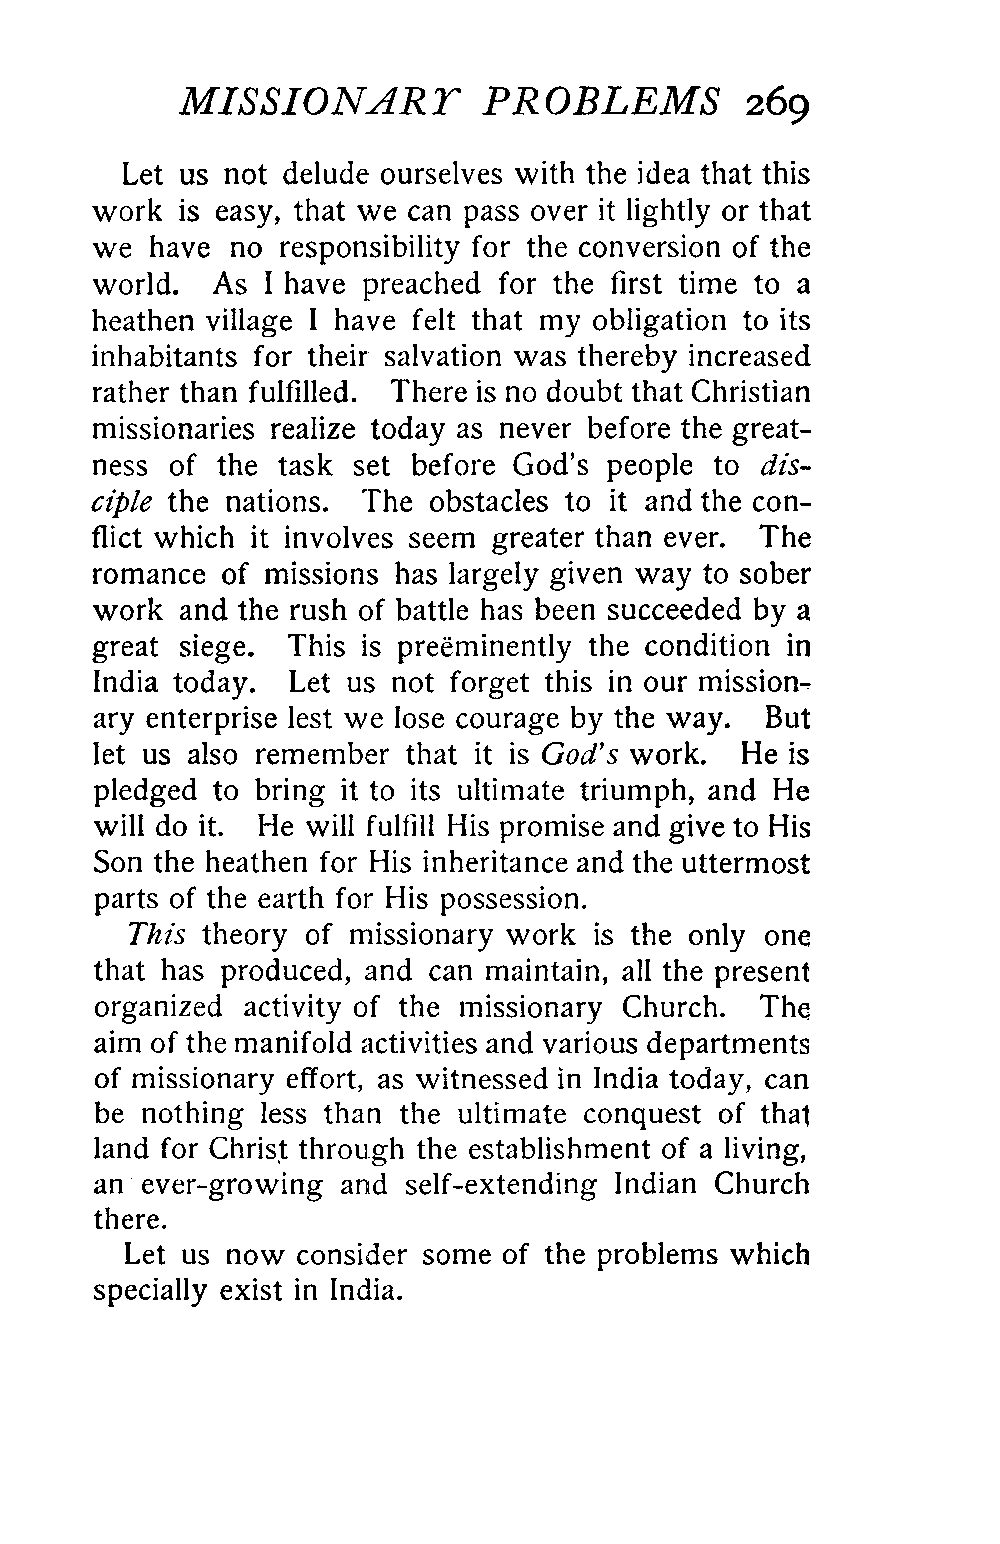 MISSIONARY PROBLEMS 269
Let us not delude ourselves with the idea that this
work is easy, that we can pass over it lightly or that
we have no responsibility for the conversion of the
world. As I have preached for the first time to a
heathen village I have felt that my obligation to its
inhabitants for their salvation was thereby increased
rather than fulfilled. There is no doubt that Christian
missionaries realize today as never before the great-
ness of the task set before God's people to dis-
ciple the nations. The obstacles to it and the con-
flict which it involves seem greater than ever. The
romance of missions has largely given way to sober
work and the rush of battle has been succeeded by a
great siege. This is preëminently the condition in
India today. Let us not forget this in our mission-
ary enterprise lest we lose courage by the way. But
let us also remember that it is God's work. He is
pledged to bring it to its ultimate triumph, and He
will do it. He will fulfill His promise and give to His
Son the heathen for His inheritance and the uttermost
parts of the earth for His possession.
This theory of missionary work is the only one
that has produced, and can maintain, all the present
organized activity of the missionary Church. The
aim of the manifold activities and various departments
of missionary effort, as witnessed in India today, can
be nothing less than the ultimate conquest of that
land for Christ through the establishment of a living,
an ever-growing and self-extending Indian Church
there.
Let us now consider some of the problems which
specially exist in India.